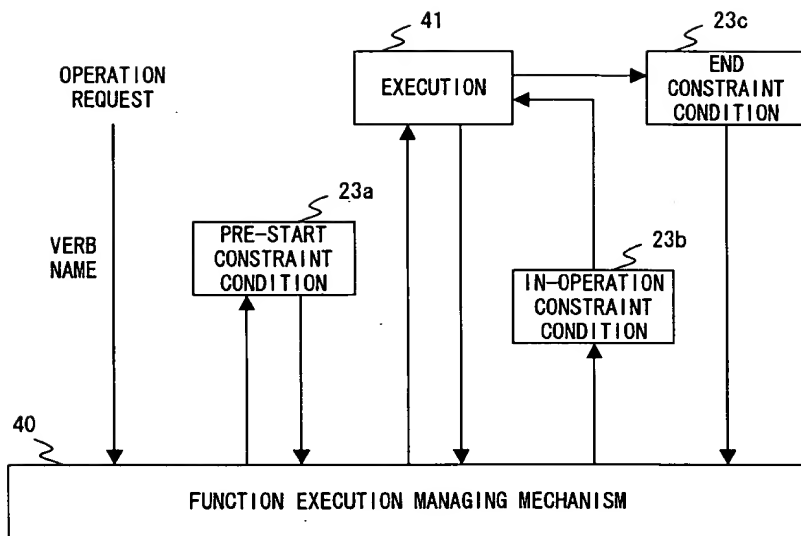 41
23c
OPERATION
REQUEST
EXECUTION
END
CONSTRAINT
CONDITION
23a
VERB
NAME
PRE-START
CONSTRAINT
CONDITION
23b
IN-OPERATION
CONSTRAINT
CONDITION
40
FUNCTION EXECUTION MANAGING MECHANISM